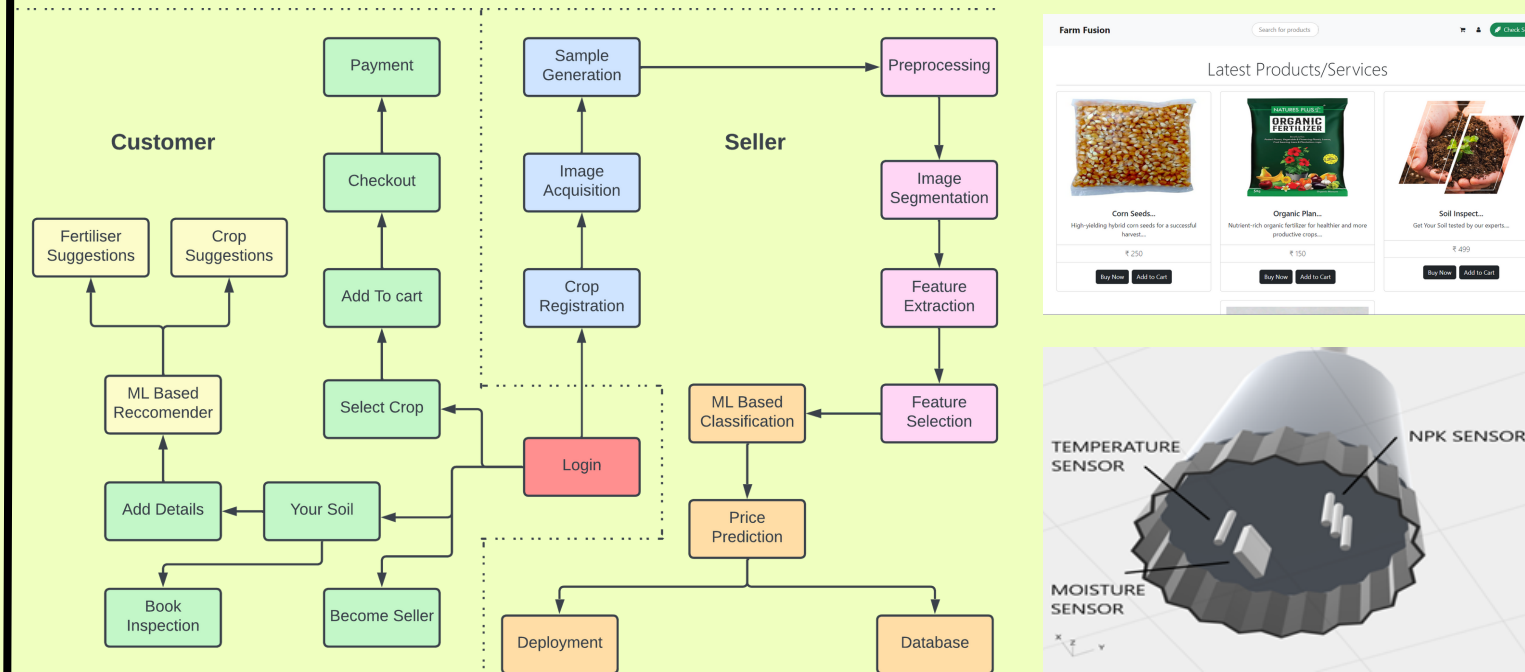 Customer
Payment
Checkout
Add To cart
Select Crop
Fertiliser
Suggestions
Crop
Suggestions
ML Based
Reccomender
Add Details
Your Soil
Book
Inspection
Become Seller
Login
Seller
Sample
Generation
Image
Acquisition
Crop
Registration
Preprocessing
Image
Segmentation
Feature
Extraction
Feature
Selection
ML Based
Classification
Price
Prediction
Deployment
Database
Farm Fusion
Search for products
Check S
Latest Products/Services
NATURES PLUS
ORGANIC
FERTILIZER
Corn Seeds...
High-yielding hybrid corn seeds for a successful
harvest...
₹ 250
Buy Now Add to Cart
Organic Plan...
Nutrient-rich organic fertilizer for healthier and more
productive crops...
₹ 150
Buy Now Add to Cart
Soil Inspect...
Get Your Soil tested by our experts...
₹ 499
Buy Now Add to Cart
TEMPERATURE
SENSOR
NPK SENSOR
MOISTURE
SENSOR
X Z Y